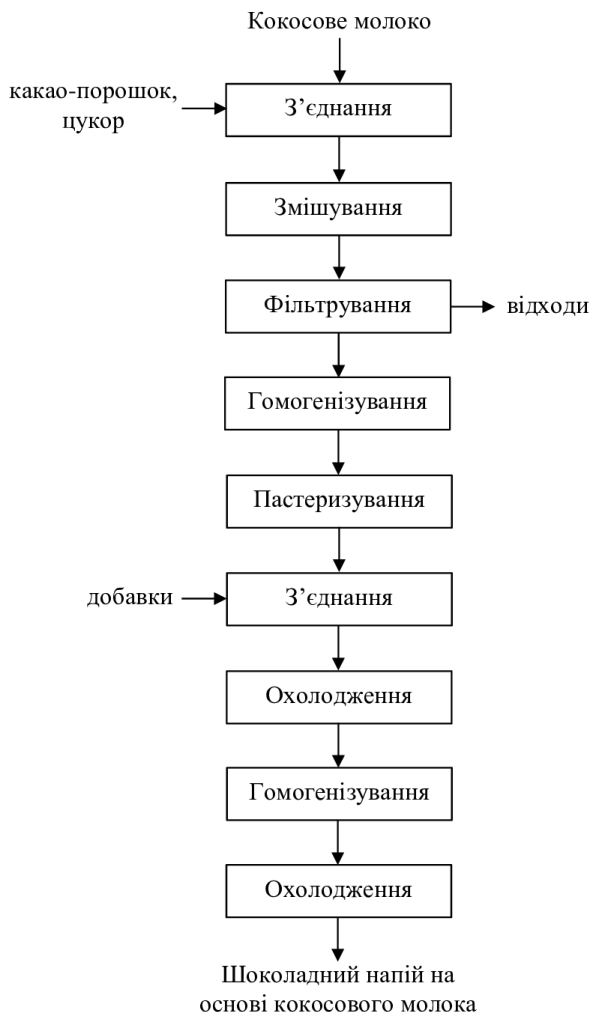 Кокосове молоко
какао-порошок,
цукор
З’єднання
Змішування
Фільтрування
відходи
Гомогенізування
Пастеризування
добавки
З’єднання
Охолодження
Гомогенізування
Охолодження
Шоколадний напій на
основі кокосового молока